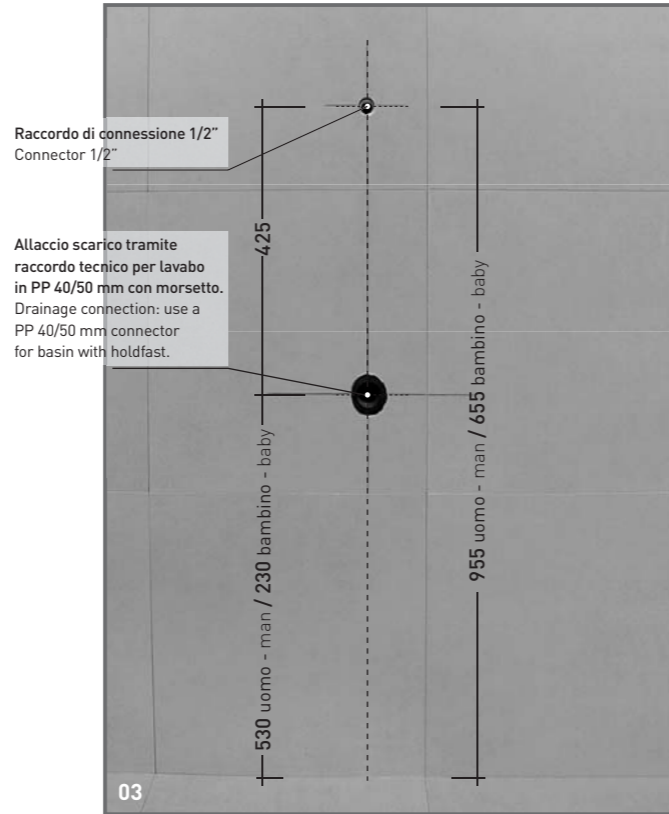 Raccordo di connessione 1/2”
Connector 1/2”
Allaccio scarico tramite
raccordo tecnico per lavabo
in PP 40/50 mm con morsetto.
Drainage connection: use a
PP 40/50 mm connector
for basin with holdfast.
425
530 uomo - man / 230 bambino - baby
955 uomo - man / 655 bambino - baby
03